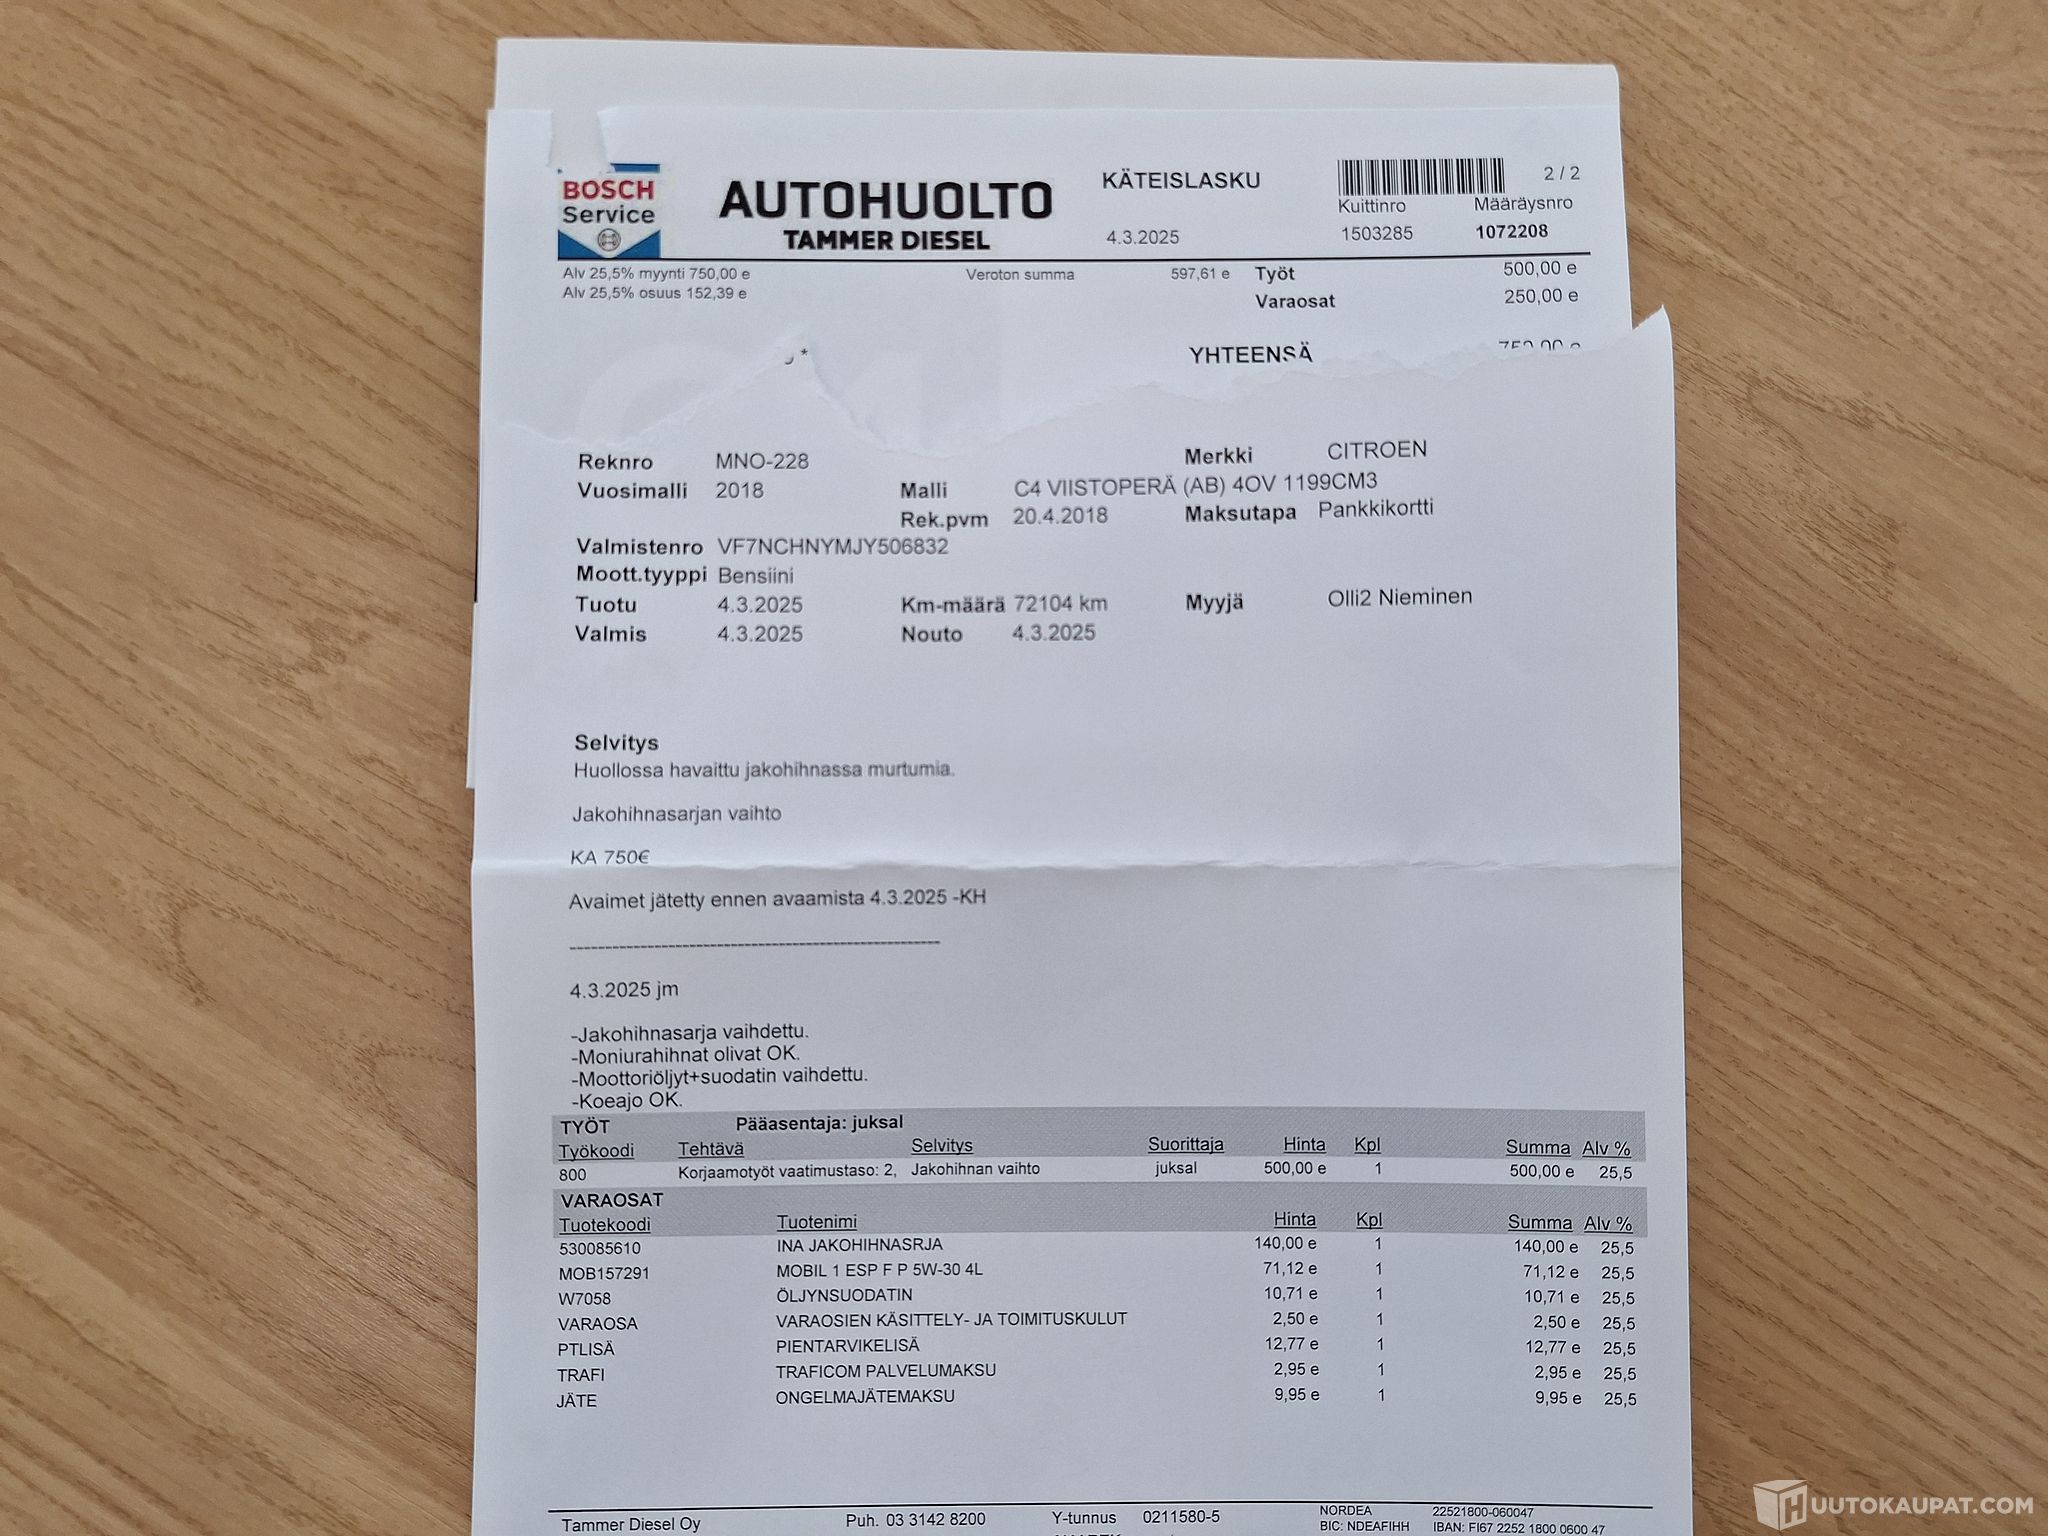 BOSCH
Service
AUTOHUOLTO
TAMMER DIESEL
KÄTEISLASKU
2 / 2
Kuittinro Määräysnro
4.3.2025 1503285 1072208
Alv 25,5% myynti 750,00 e Veroton summa 597,61 e Työt 500,00 e
Alv 25,5% osuus 152,39 e Varaosat 250,00 e
YHTEENSÄ 750,00 e
Reknro MNO-228 Merkki CITROEN
Vuosimalli 2018 Malli C4 VIISTOPERÄ (AB) 4OV 1199CM3
Rek.pvm 20.4.2018 Maksutapa Pankkikortti
Valmistenro VF7NCHNYMJY506832
Moott.tyyppi Bensiini
Tuotu 4.3.2025 Km-määrä 72104 km Myyjä Olli2 Nieminen
Valmis 4.3.2025 Nouto 4.3.2025
Selvitys
Huollossa havaittu jakohihnassa murtumia.
Jakohihnasarjan vaihto
KA 750€
Avaimet jätetty ennen avaamista 4.3.2025 -KH
4.3.2025 jm
-Jakohihnasarja vaihdettu.
-Moniurahihnat olivat OK.
-Moottoriöljyt+suodatin vaihdettu.
-Koeajo OK.
TYÖT Pääasentaja: juksal
Työkoodi Tehtävä Selvitys Suorittaja Hinta Kpl Summa Alv %
800 Korjaamotyöt vaatimustaso: 2, Jakohihnan vaihto juksal 500,00 e 1 500,00 e 25,5
VARAOSAT
Tuotekoodi Tuotenimi Hinta Kpl Summa Alv %
530085610 INA JAKOHIHNASRJA 140,00 e 1 140,00 e 25,5
MOB157291 MOBIL 1 ESP F P 5W-30 4L 71,12 e 1 71,12 e 25,5
W7058 ÖLJYNSUODATIN 10,71 e 1 10,71 e 25,5
VARAOSA VARAOSIEN KÄSITTELY- JA TOIMITUSKULUT 2,50 e 1 2,50 e 25,5
PTLISÄ PIENTARVIKELISÄ 12,77 e 1 12,77 e 25,5
TRAFI TRAFICOM PALVELUMAKSU 2,95 e 1 2,95 e 25,5
JÄTE ONGELMAJÄTEMAKSU 9,95 e 1 9,95 e 25,5
Tammer Diesel Oy Puh. 03 3142 8200 Y-tunnus 0211580-5 NORDEA 22521800-060047
BIC: NDEAFIHH IBAN: FI67 2252 1800 0600 47
HUUTOKAUPAT.COM